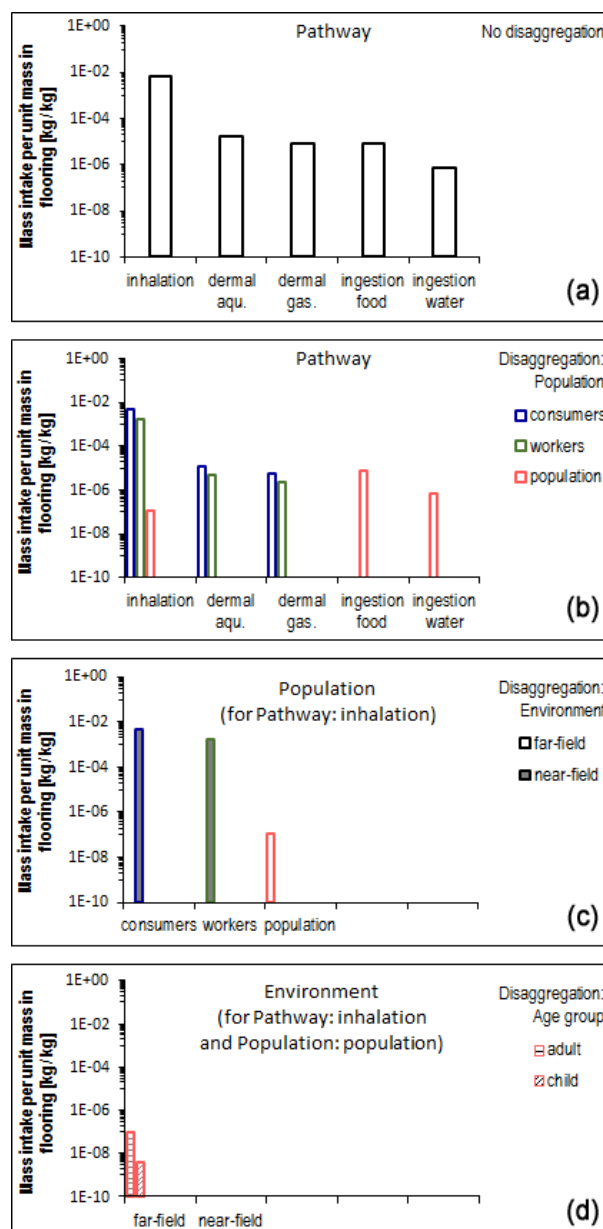 Pathway
No disaggregation
Mass intake per unit mass in
flooring [kg/kg]
1E+00
1E-02
1E-04
1E-06
1E-08
1E-10
inhalation
dermal
aqu.
dermal
gas.
ingestion
food
ingestion
water
(a)
Pathway
Disaggregation:
Population
consumers
workers
population
Mass intake per unit mass in
flooring [kg/kg]
1E+00
1E-02
1E-04
1E-06
1E-08
1E-10
inhalation
dermal
aqu.
dermal
gas.
ingestion
food
ingestion
water
(b)
Population
(for Pathway: inhalation)
Disaggregation:
Environment
far-field
near-field
Mass intake per unit mass in
flooring [kg/kg]
1E+00
1E-02
1E-04
1E-06
1E-08
1E-10
consumers workers population
(c)
Environment
(for Pathway: inhalation
and Population: population)
Disaggregation:
Age group
adult
child
Mass intake per unit mass in
flooring [kg/kg]
1E+00
1E-02
1E-04
1E-06
1E-08
1E-10
far-field near-field
(d)